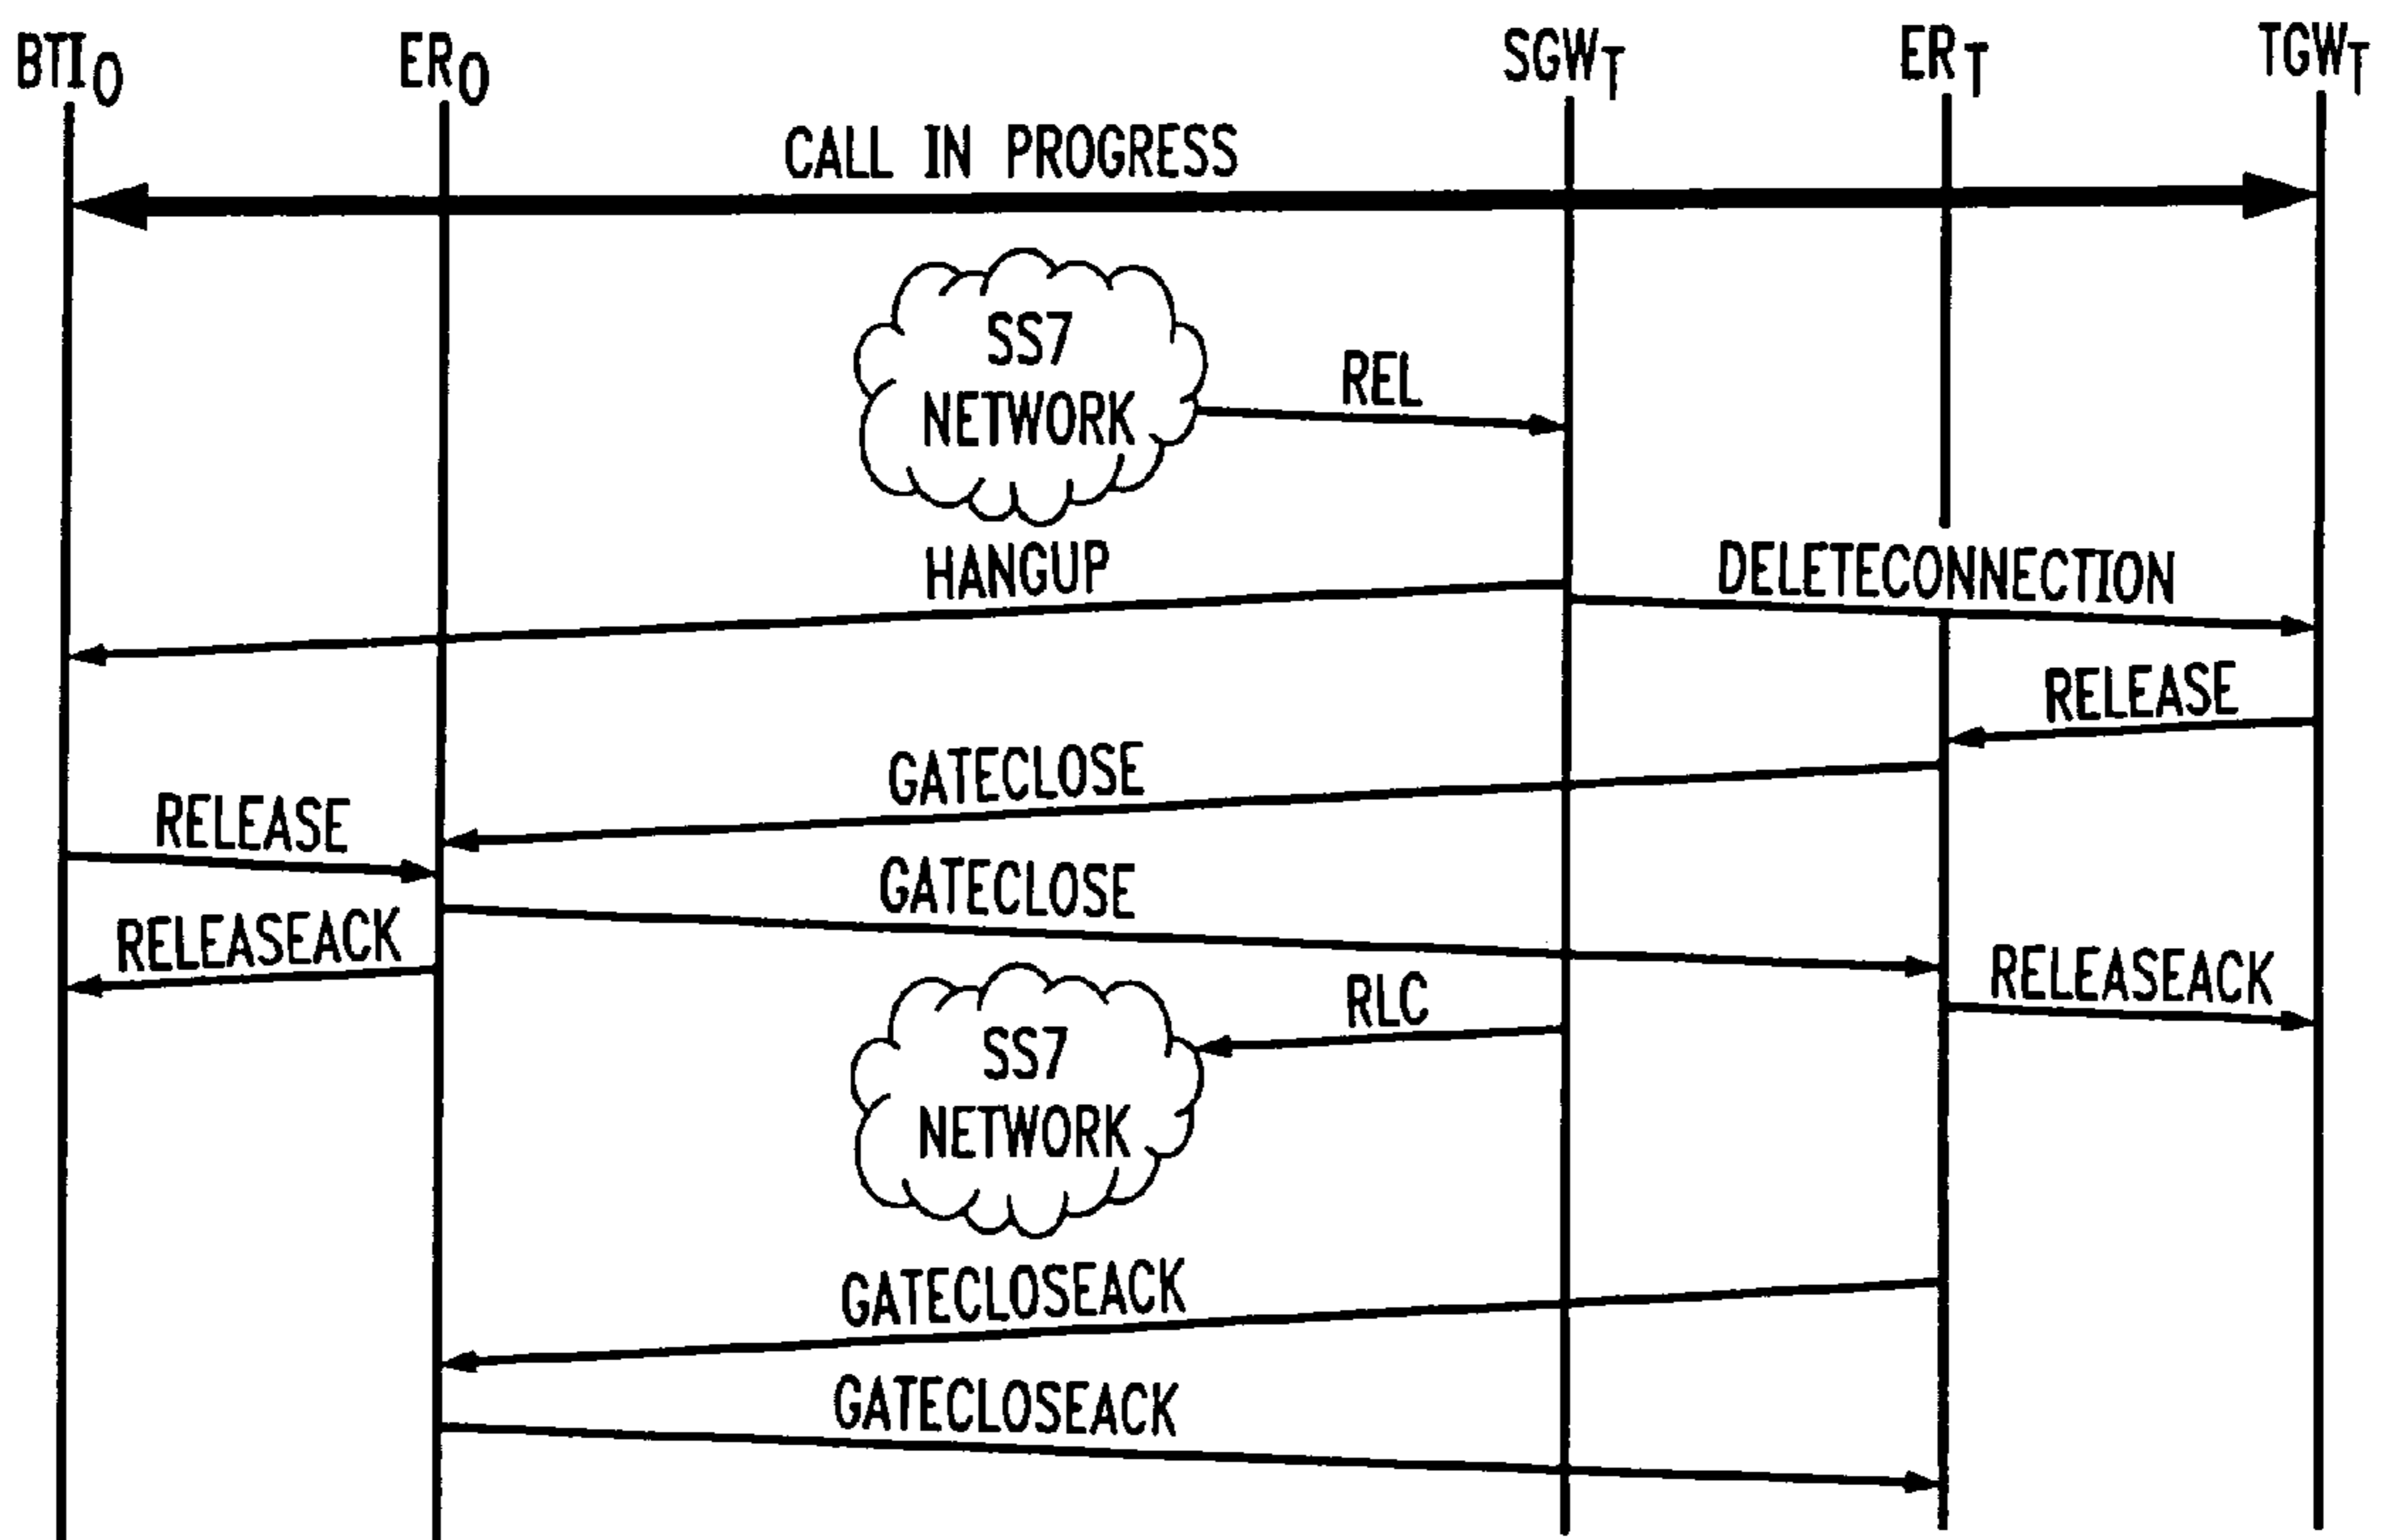 BTIO ERO SGWT ERT TGWT
CALL IN PROGRESS
SS7
NETWORK
REL
HANGUP
DELETECONNECTION
RELEASE
GATECLOSE
RELEASE
GATECLOSE
RELEASEACK
RLC
RELEASEACK
SS7
NETWORK
GATECLOSEACK
GATECLOSEACK